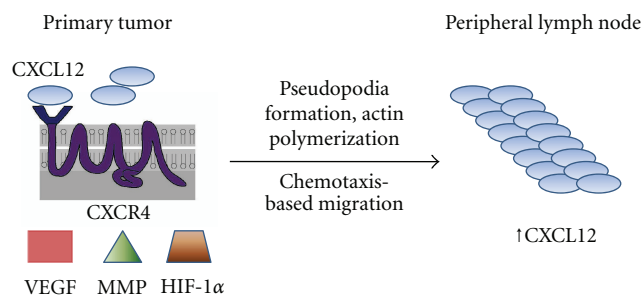 Primary tumor
Peripheral lymph node
CXCL12
Pseudopodia
formation, actin
polymerization
Chemotaxis-
based migration
CXCR4
↑CXCL12
VEGF MMP HIF-1α